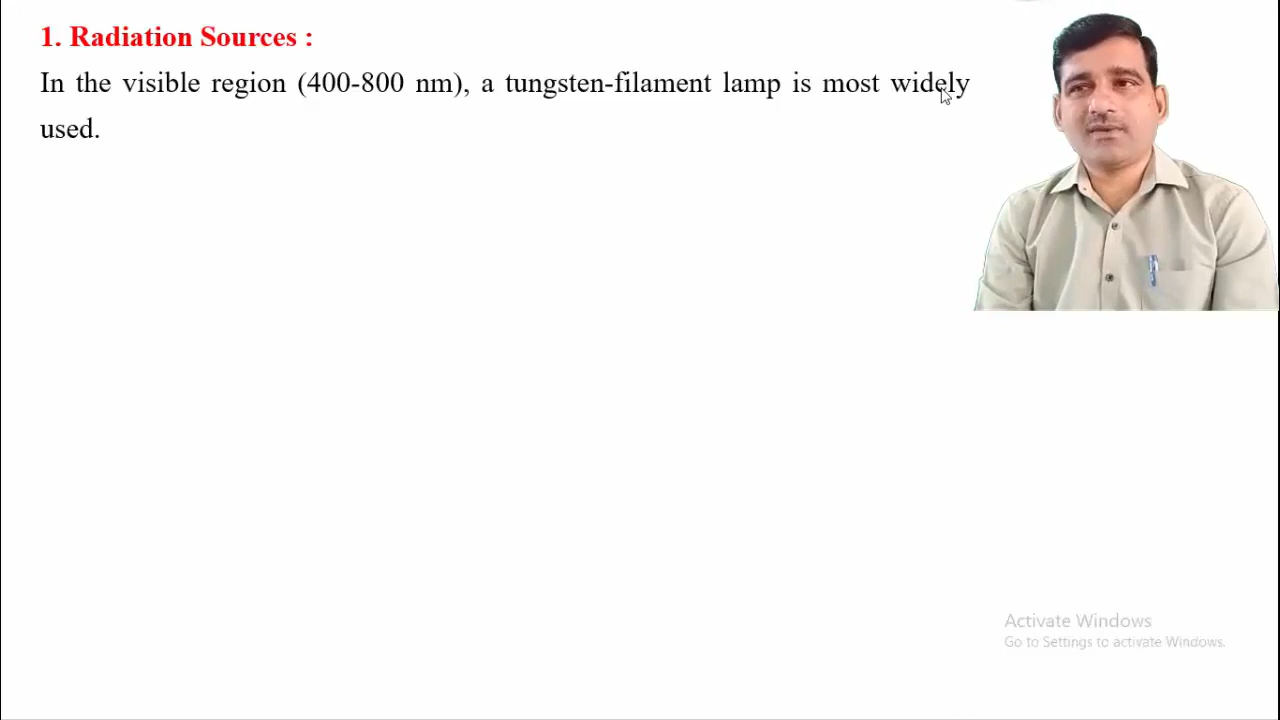 1. Radiation Sources :
In the visible region (400-800 nm), a tungsten-filament lamp is most widely
used.
Activate Windows
Go to Settings to activate Windows.